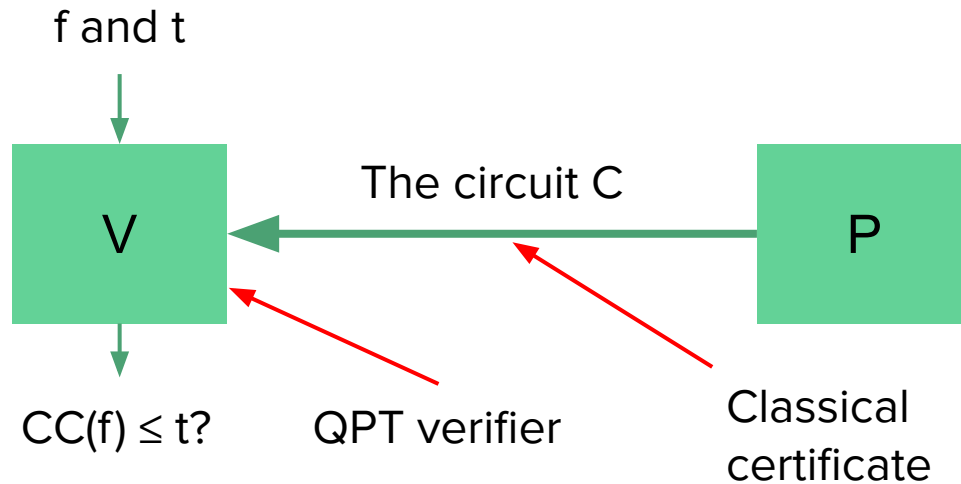 f and t
V
The circuit C
P
CC(f) ≤ t?
QPT verifier
Classical
certificate